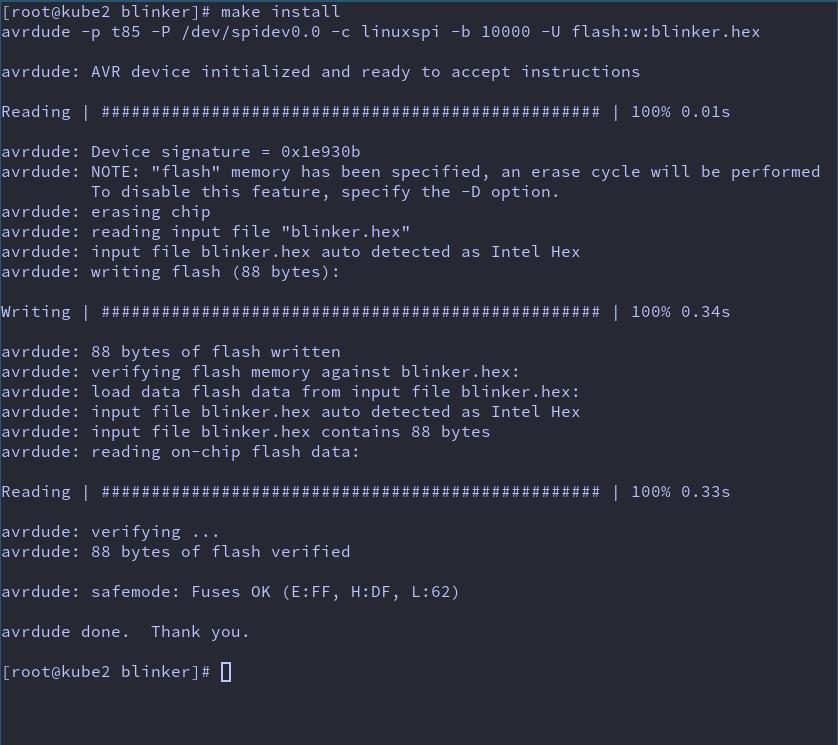 [root@kube2 blinker]# make install
avrdude -p t85 -P /dev/spidev0.0 -c linuxspi -b 10000 -U flash:w:blinker.hex
avrdude: AVR device initialized and ready to accept instructions
Reading | ################################################## | 100% 0.01s
avrdude: Device signature = 0x1e930b
avrdude: NOTE: "flash" memory has been specified, an erase cycle will be performed
         To disable this feature, specify the -D option.
avrdude: erasing chip
avrdude: reading input file "blinker.hex"
avrdude: input file blinker.hex auto detected as Intel Hex
avrdude: writing flash (88 bytes):
Writing | ################################################## | 100% 0.34s
avrdude: 88 bytes of flash written
avrdude: verifying flash memory against blinker.hex:
avrdude: load data flash data from input file blinker.hex:
avrdude: input file blinker.hex auto detected as Intel Hex
avrdude: input file blinker.hex contains 88 bytes
avrdude: reading on-chip flash data:
Reading | ################################################## | 100% 0.33s
avrdude: verifying ...
avrdude: 88 bytes of flash verified
avrdude: safemode: Fuses OK (E:FF, H:DF, L:62)
avrdude done.  Thank you.
[root@kube2 blinker]#